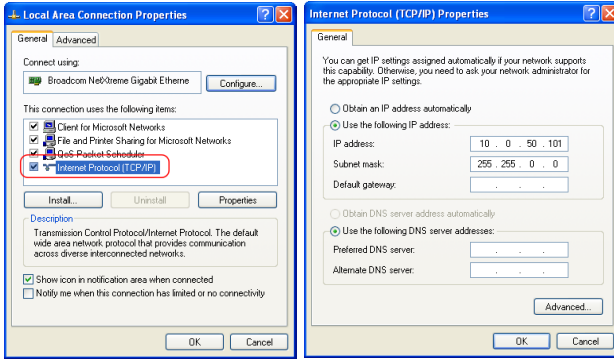 Local Area Connection Properties
General
Advanced
Connect using:
Broadcom NetXtreme Gigabit Etherne
Configure...
This connection uses the following items:
Client for Microsoft Networks
File and Printer Sharing for Microsoft Networks
QoS Packet Scheduler
Internet Protocol (TCP/IP)
Install...
Uninstall
Properties
Description
Transmission Control Protocol/Internet Protocol. The default
wide area network protocol that provides communication
across diverse interconnected networks.
Show icon in notification area when connected
Notify me when this connection has limited or no connectivity
OK
Cancel
Internet Protocol (TCP/IP) Properties
General
You can get IP settings assigned automatically if your network supports
this capability. Otherwise, you need to ask your network administrator for
the appropriate IP settings.
Obtain an IP address automatically
Use the following IP address:
IP address:
10 . 0 . 50 . 101
Subnet mask:
255 . 255 . 0 . 0
Default gateway:
. . .
Obtain DNS server address automatically
Use the following DNS server addresses:
Preferred DNS server:
. . .
Alternate DNS server:
. . .
Advanced...
OK
Cancel